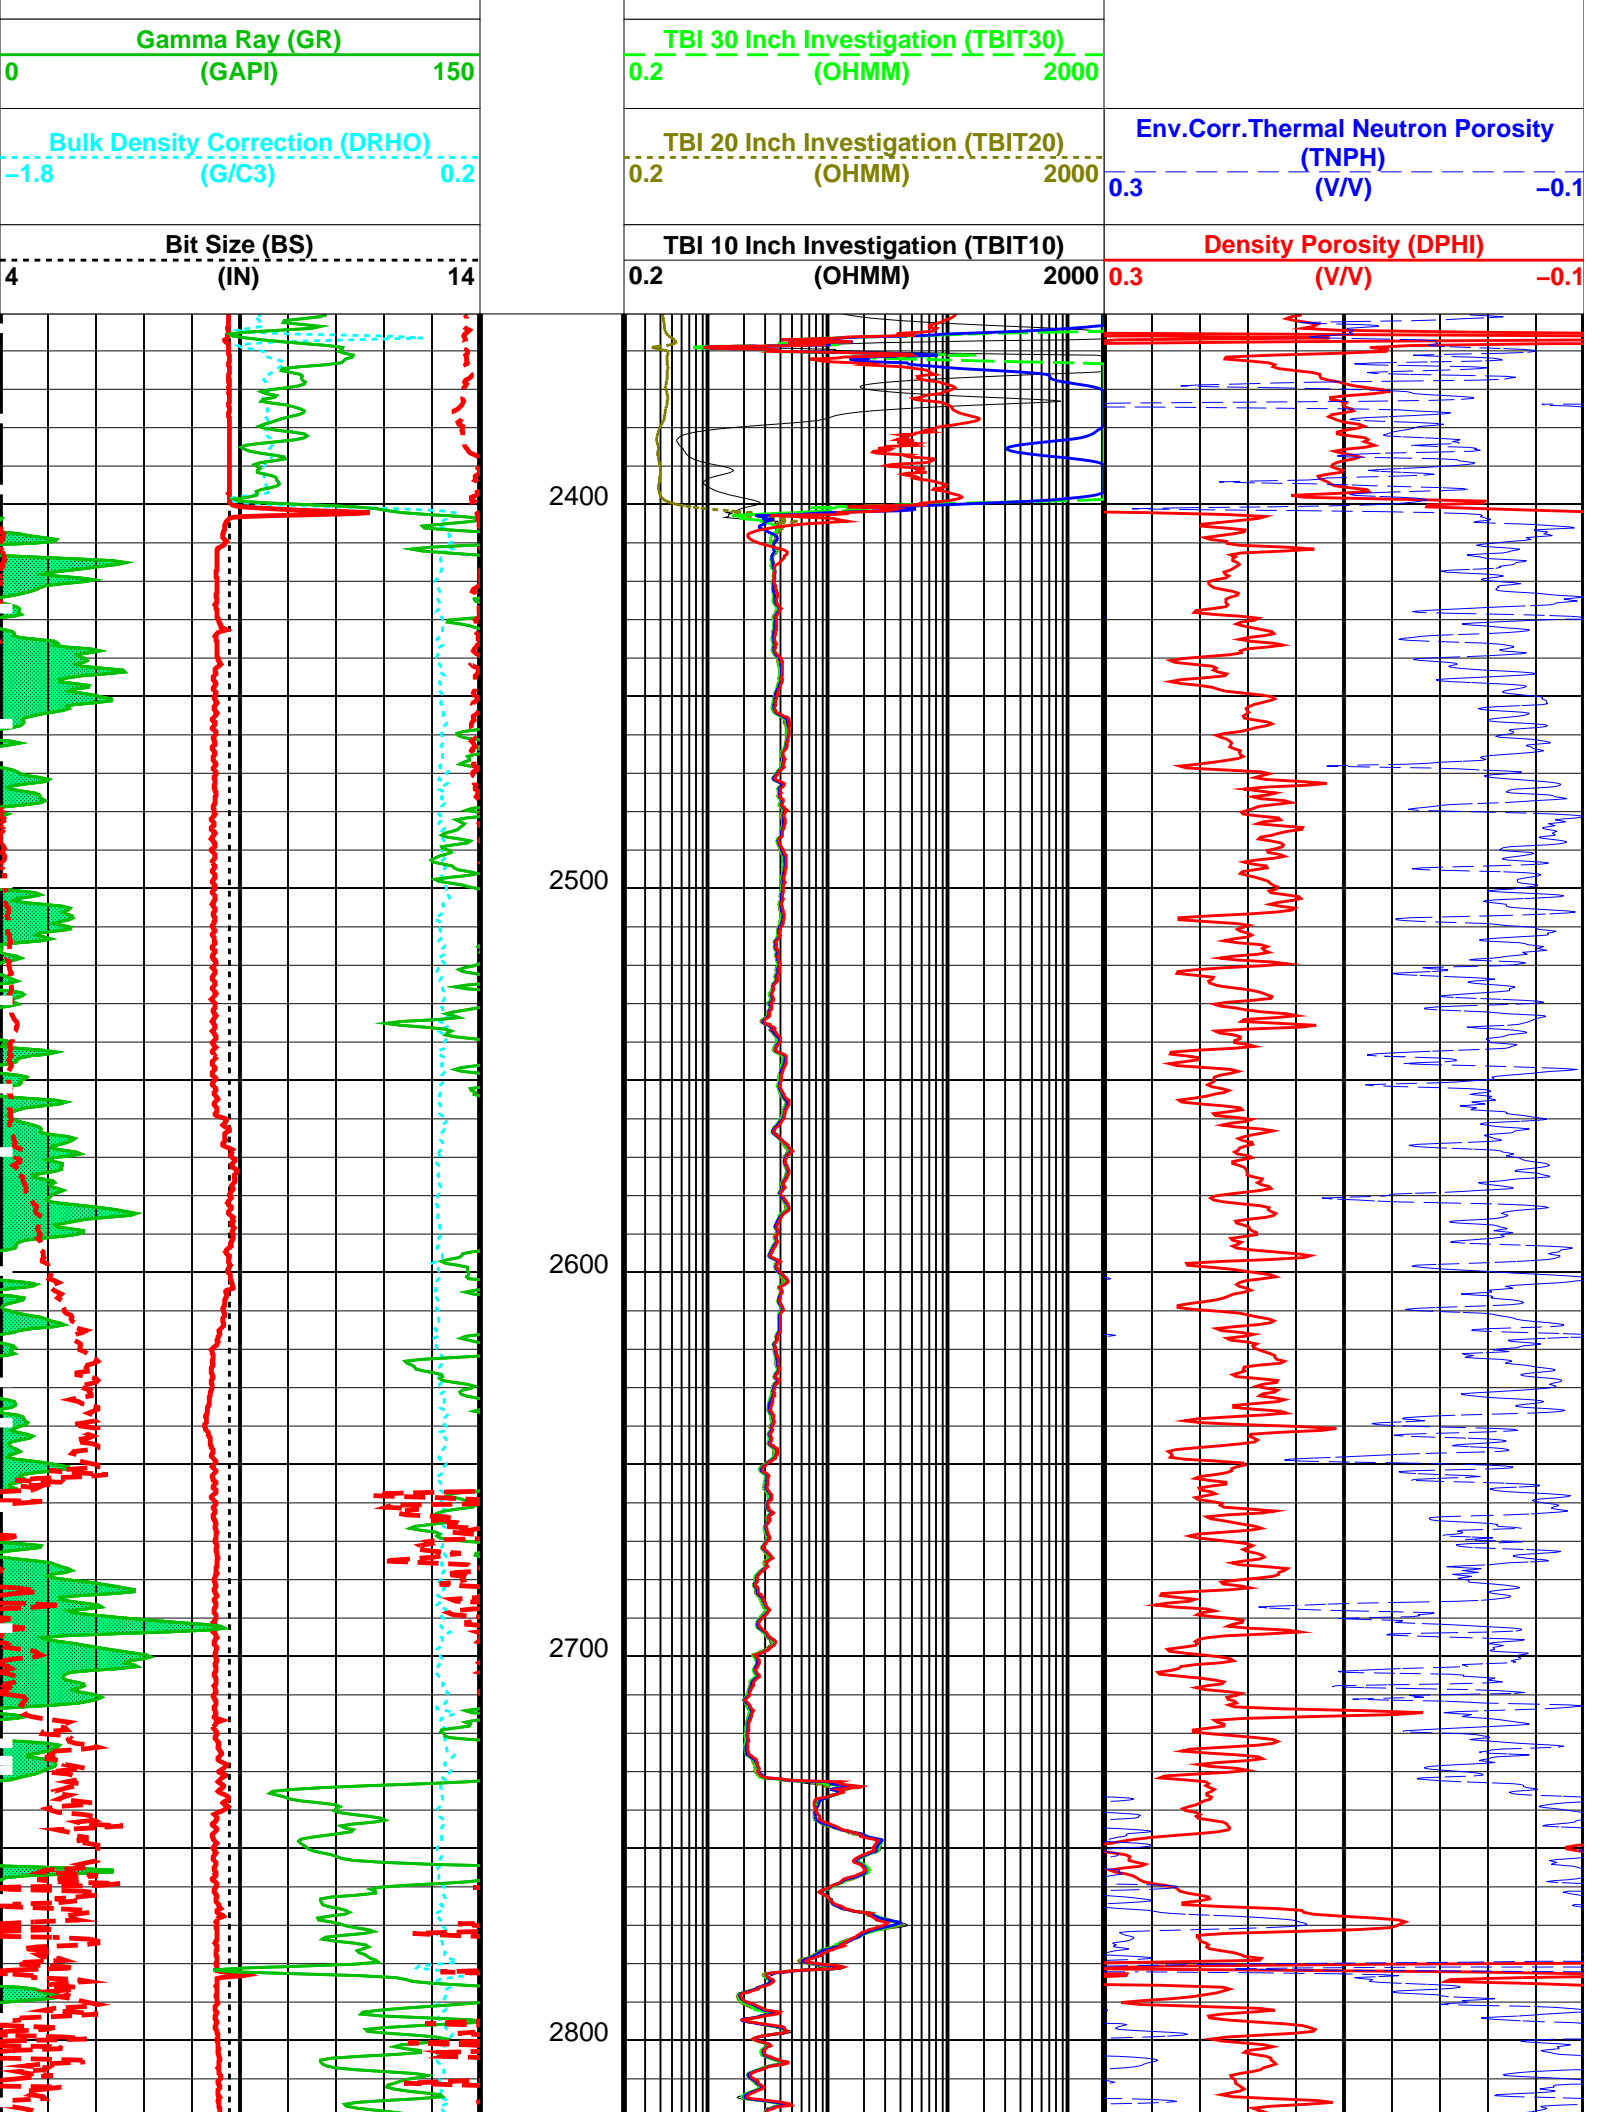 Gamma Ray (GR)
0 (GAPI) 150
Bulk Density Correction (DRHO)
−1.8 (G/C3) 0.2
Bit Size (BS)
4 (IN) 14
TBI 30 Inch Investigation (TBIT30)
0.2 (OHMM) 2000
TBI 20 Inch Investigation (TBIT20)
0.2 (OHMM) 2000
TBI 10 Inch Investigation (TBIT10)
0.2 (OHMM) 2000
Env.Corr.Thermal Neutron Porosity
(TNPH)
0.3 (V/V) −0.1
Density Porosity (DPHI)
0.3 (V/V) −0.1
2400
2500
2600
2700
2800